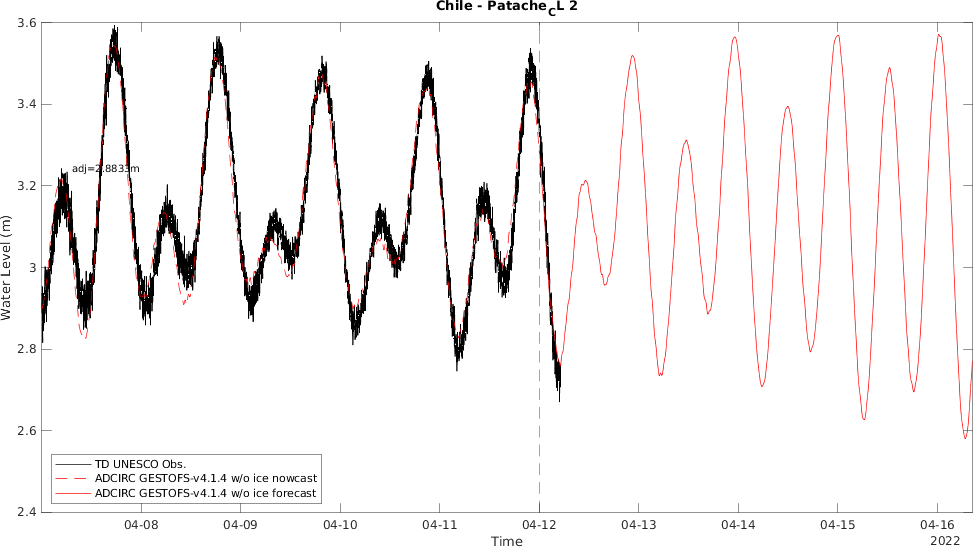 Chile - Patache_CL 2
3.6
3.4
3.2
3
2.8
2.6
2.4
Water Level (m)
adj=2.8833m
TD UNESCO Obs.
ADCIRC GESTOFS-v4.1.4 w/o ice nowcast
ADCIRC GESTOFS-v4.1.4 w/o ice forecast
04-08 04-09 04-10 04-11 04-12 04-13 04-14 04-15 04-16
Time 2022